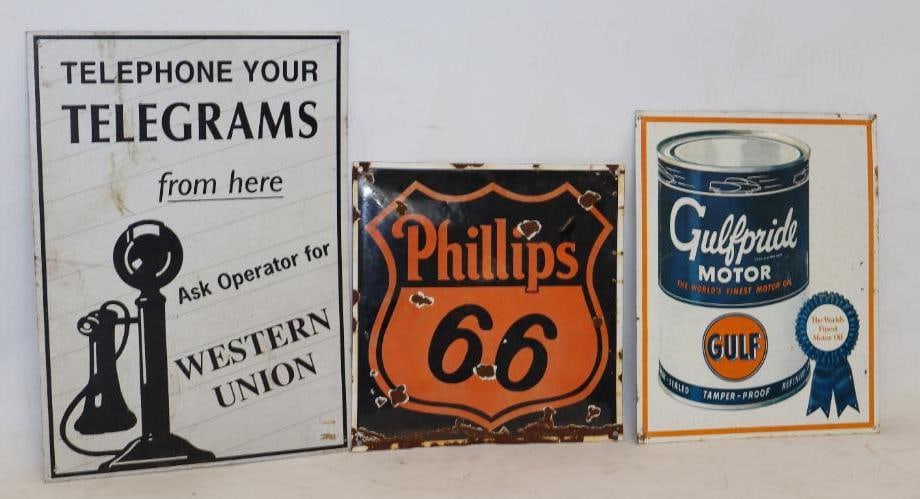 TELEPHONE YOUR
TELEGRAMS
from here
Ask Operator for
WESTERN
UNION
Phillips
66
Gulfpride
MOTOR
THE WORLD'S FINEST MOTOR OIL
GULF
The World's
Finest
Motor Oil
SEALED TAMPER-PROOF